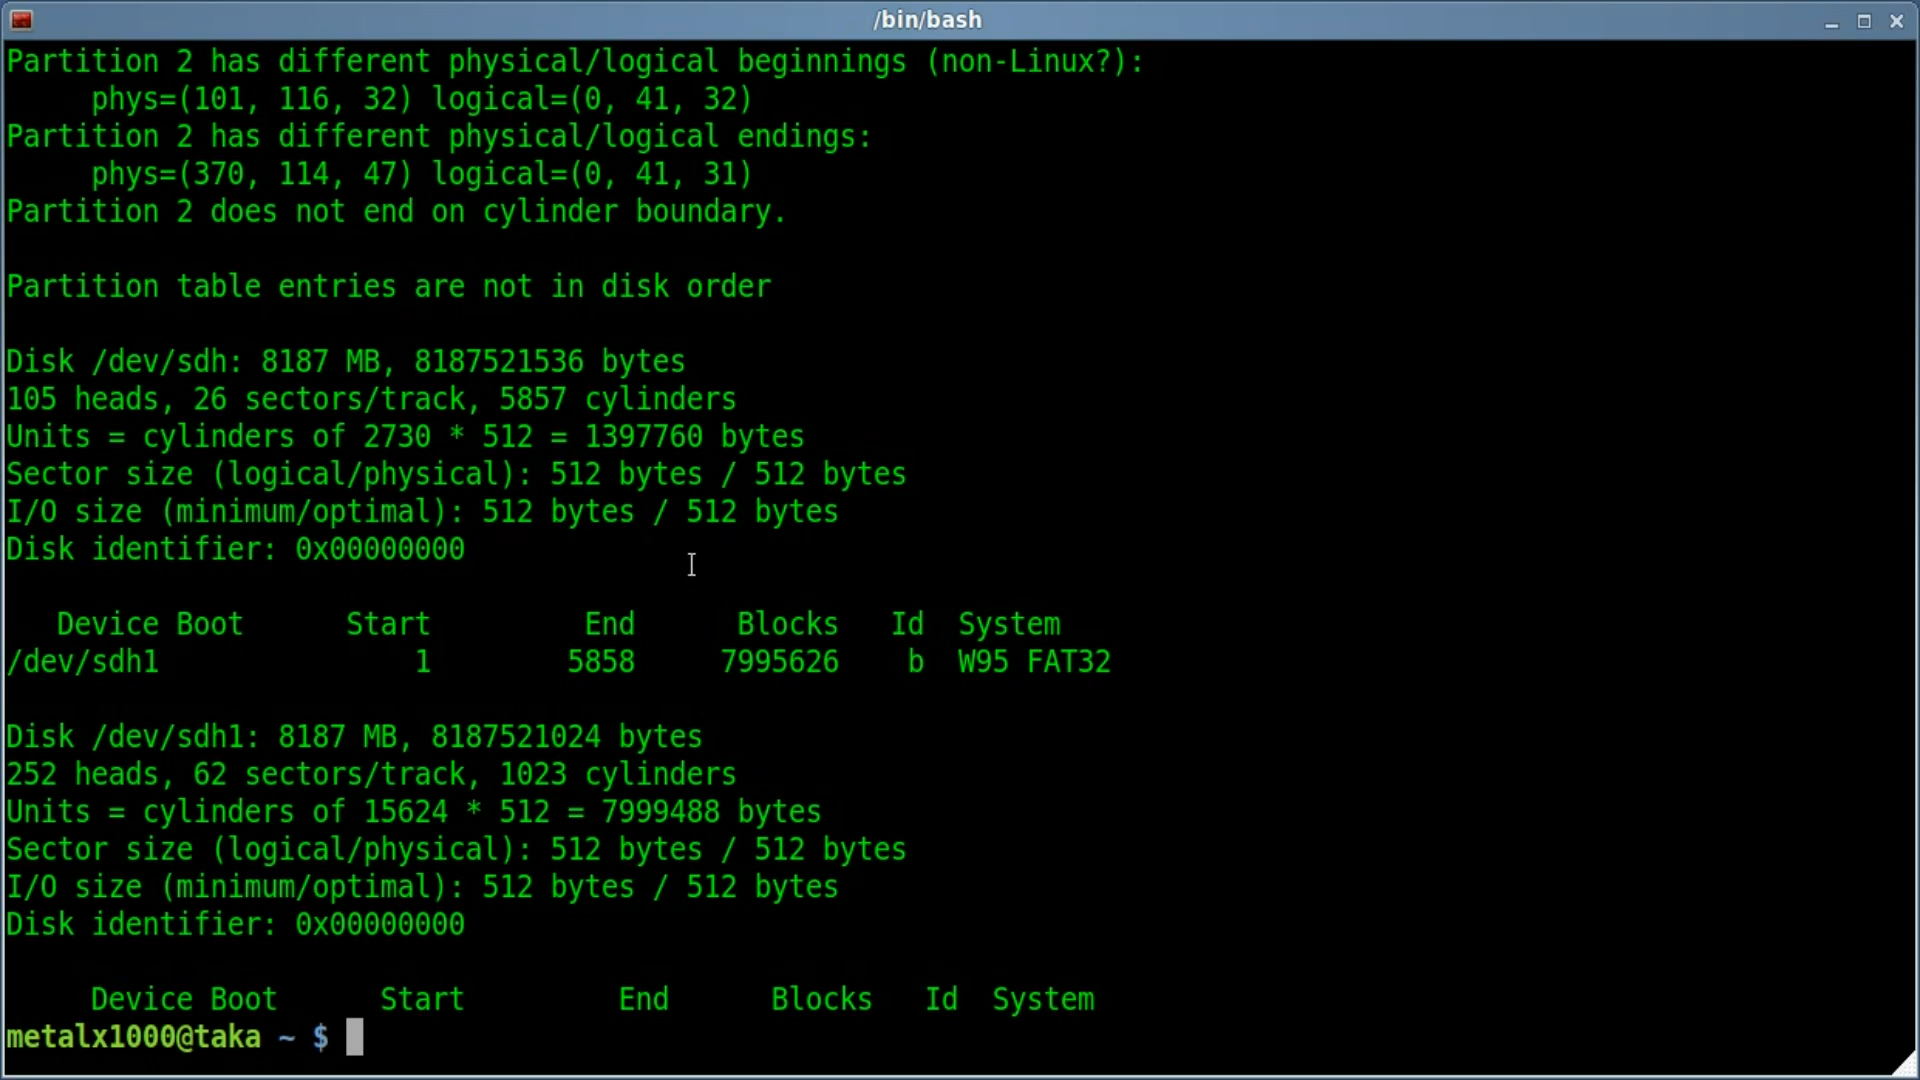 /bin/bash
Partition 2 has different physical/logical beginnings (non-Linux?):
     phys=(101, 116, 32) logical=(0, 41, 32)
Partition 2 has different physical/logical endings:
     phys=(370, 114, 47) logical=(0, 41, 31)
Partition 2 does not end on cylinder boundary.

Partition table entries are not in disk order

Disk /dev/sdh: 8187 MB, 8187521536 bytes
105 heads, 26 sectors/track, 5857 cylinders
Units = cylinders of 2730 * 512 = 1397760 bytes
Sector size (logical/physical): 512 bytes / 512 bytes
I/O size (minimum/optimal): 512 bytes / 512 bytes
Disk identifier: 0x00000000

   Device Boot      Start         End      Blocks   Id  System
/dev/sdh1               1        5858     7995626    b  W95 FAT32

Disk /dev/sdh1: 8187 MB, 8187521024 bytes
252 heads, 62 sectors/track, 1023 cylinders
Units = cylinders of 15624 * 512 = 7999488 bytes
Sector size (logical/physical): 512 bytes / 512 bytes
I/O size (minimum/optimal): 512 bytes / 512 bytes
Disk identifier: 0x00000000

     Device Boot      Start         End      Blocks   Id  System
metalx1000@taka ~ $